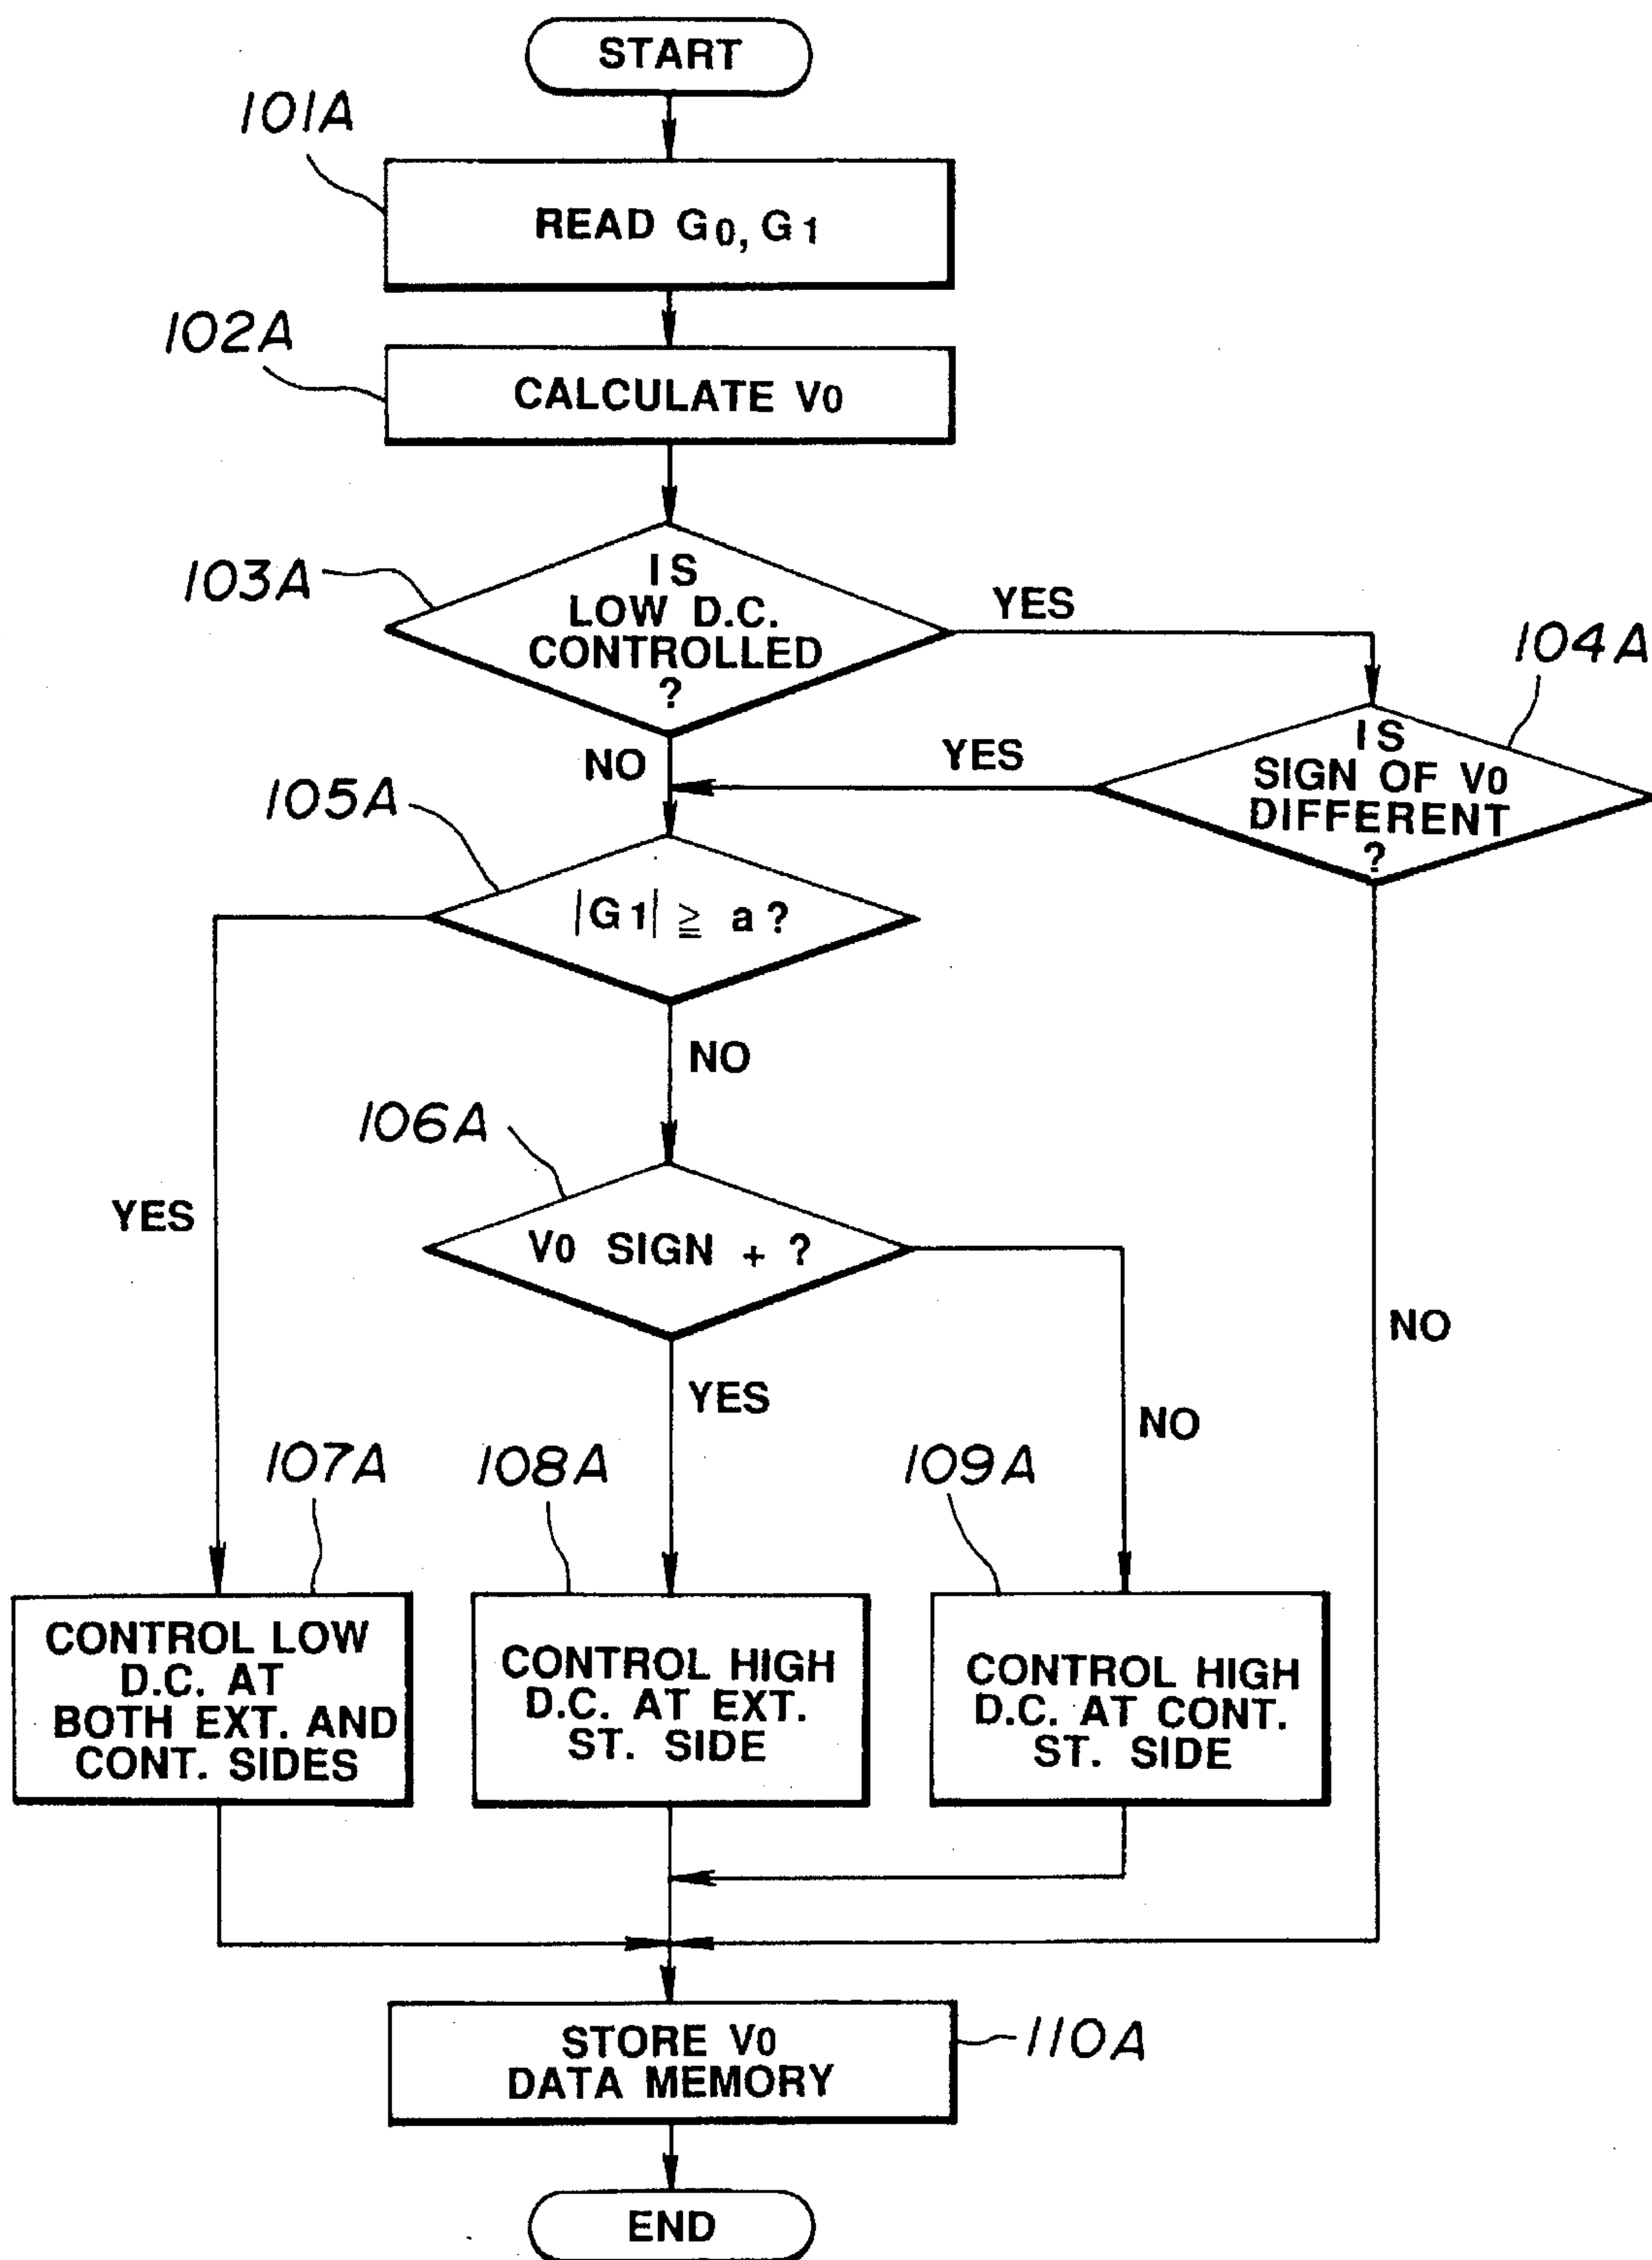 START
101A
READ G0, G1
102A
CALCULATE V0
103A
IS
LOW D.C.
CONTROLLED
?
YES
104A
IS
SIGN OF V0
DIFFERENT
?
YES
NO
105A
|G1| ≧ a?
NO
106A
YES
V0 SIGN + ?
NO
YES
NO
107A
108A
109A
CONTROL LOW
D.C. AT
BOTH EXT. AND
CONT. SIDES
CONTROL HIGH
D.C. AT EXT.
ST. SIDE
CONTROL HIGH
D.C. AT CONT.
ST. SIDE
STORE V0
DATA MEMORY
110A
END